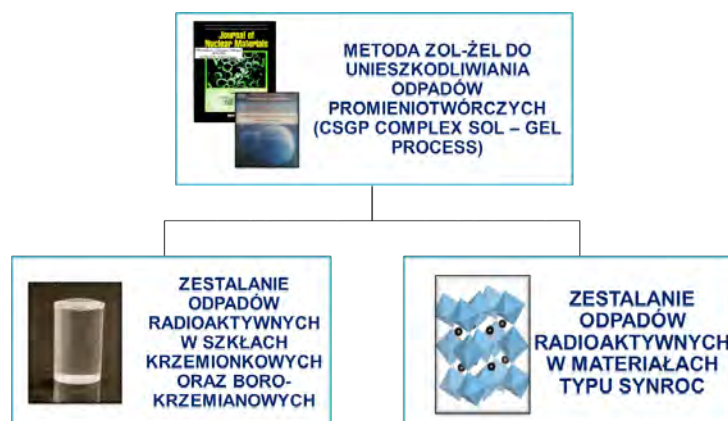 Journal of
Nuclear Materials
METODA ZOL-ŻEL DO
UNIESZKODLIWIANIA
ODPADÓW
PROMIENIOTWÓRCZYCH
(CSGP COMPLEX SOL – GEL
PROCESS)
ZESTALANIE
ODPADÓW
RADIOAKTYWNYCH
W SZKŁACH
KRZEMIONKOWYCH
ORAZ BORO-
KRZEMIANOWYCH
ZESTALANIE
ODPADÓW
RADIOAKTYWNYCH
W MATERIAŁACH
TYPU SYNROC